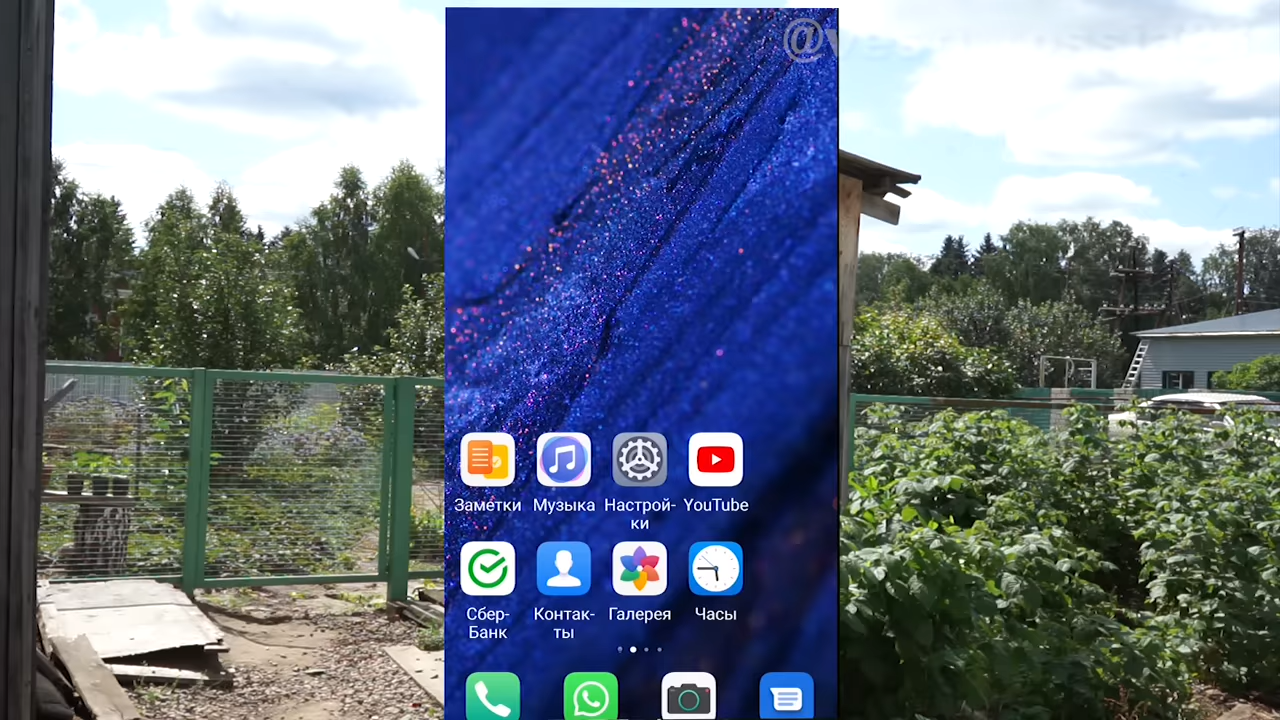 Заметки
Музыка
Настрой-
ки
YouTube
Сбер-
Банк
Контак-
ты
Галерея
Часы